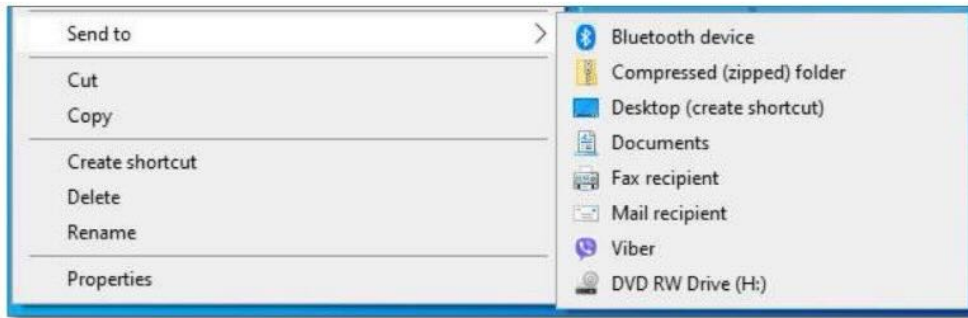 Send to
Cut
Copy
Create shortcut
Delete
Rename
Properties
Bluetooth device
Compressed (zipped) folder
Desktop (create shortcut)
Documents
Fax recipient
Mail recipient
Viber
DVD RW Drive (H:)